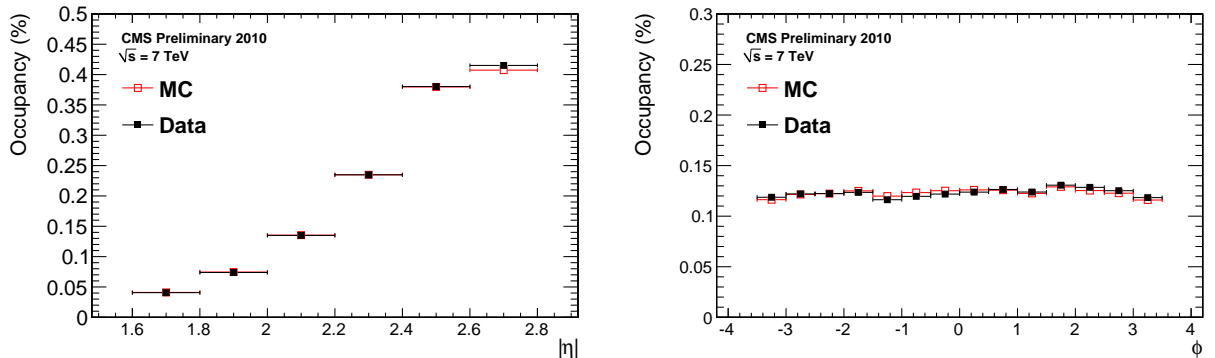 Occupancy (%)
0.5
0.45
0.4
0.35
0.3
0.25
0.2
0.15
0.1
0.05
0
CMS Preliminary 2010
√s = 7 TeV
MC
Data
1.6 1.8 2 2.2 2.4 2.6 2.8
|η|
Occupancy (%)
0.3
0.25
0.2
0.15
0.1
0.05
0
CMS Preliminary 2010
√s = 7 TeV
MC
Data
-4 -3 -2 -1 0 1 2 3 4
ϕ